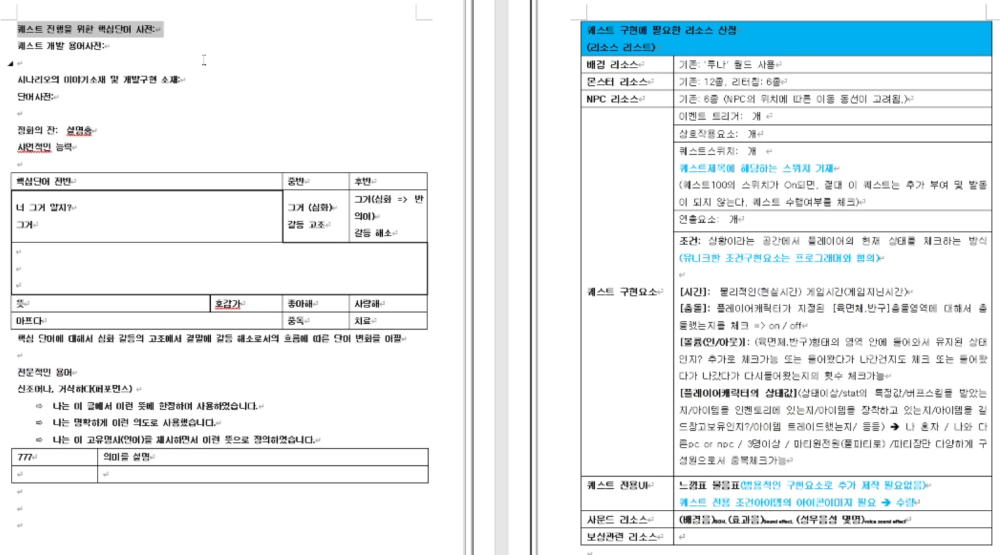 퀘스트 진행을 위한 핵심단어 사전:
퀘스트 개발 용어사전:
시나리오의 이야기소재 및 개발구현 소재:
단어사전:
정화의 잔: 설명충
사면적인 능력
핵심단어 전반 중반 후반
너 그거 알지?
그거
그거 (심화)
갈등 고조
그거(심화 => 반
의어)
갈등 해소
뜻 호감가 좋아해 사랑해
아프다 중독 치료
핵심 단어에 대해서 심화 갈등의 고조에서 결말에 갈등 해소로서의 흐름에 따른 단어 변화를 어필
전문적인 용어
신조어나, 거식하다(퍼포먼스)
⇨ 나는 이 글에서 이런 뜻에 한정하여 사용하였습니다.
⇨ 나는 명확하게 이런 의도로 사용했습니다.
⇨ 나는 이 고유명사(언어)를 제시하면서 이런 뜻으로 정의하였습니다.
??? 의미를 설명
퀘스트 구현에 필요한 리소스 산정
(리소스 리스트)
배경 리소스 기존: '루나' 월드 사용
몬스터 리소스 기존: 12종, 리터칭: 6종
NPC 리소스 기존: 6종 (NPC의 위치에 따른 이동 동선이 고려됨.)
퀘스트 구현요소
이벤트 트리거: 개
상호작용요소: 개
퀘스트스위치: 개
퀘스트제목에 해당하는 스위치 기재
(퀘스트100의 스위치가 On되면, 절대 이 퀘스트는 추가 부여 및 발동
이 되지 않는다, 퀘스트 수행여부를 체크)
연출요소: 개
조건: 상황이라는 공간에서 플레이어의 현재 상태를 체크하는 방식
(유니크한 조건구현요소는 프로그래머와 협의)
[시간]: 물리적인(현실시간) 게임시간(게임지난시간)
[충돌]: 플레이어캐릭터가 지정된 [육면체,반구]충돌영역에 대해서 충
돌했는지를 체크 => on / off
[볼륨(인/아웃)]: (육면체,반구)형태의 영역 안에 들어와서 유지된 상태
인지? 추가로 체크가능 또는 들어왔다가 나간건지도 체크 또는 들어왔
다가 나갔다가 다시들어왔는지의 횟수 체크가능
[플레이어캐릭터의 상태값](상태이상/stat의 특정값/버프스킬을 받았는
지/아이템을 인벤토리에 있는지/아이템을 장착하고 있는지/아이템을 길
드창고보유인지?/아이템 트레이드했는지/ 등등) ➔ 나 혼자 / 나와 다
른pc or npc / 3명이상 / 파티원전원(풀파티로) /파티장만 다양하게 구
성원으로서 중복체크가능
퀘스트 전용UI 느낌표 물음표(범용적인 구현요소로 추가 제작 필요없음)
퀘스트 전용 조건아이템의 아이콘이미지 필요 ➔ 수량
사운드 리소스 (배경음)BGM, (효과음)Sound effect, (성우음성 몇명)voice sound effect
보상관련 리소스